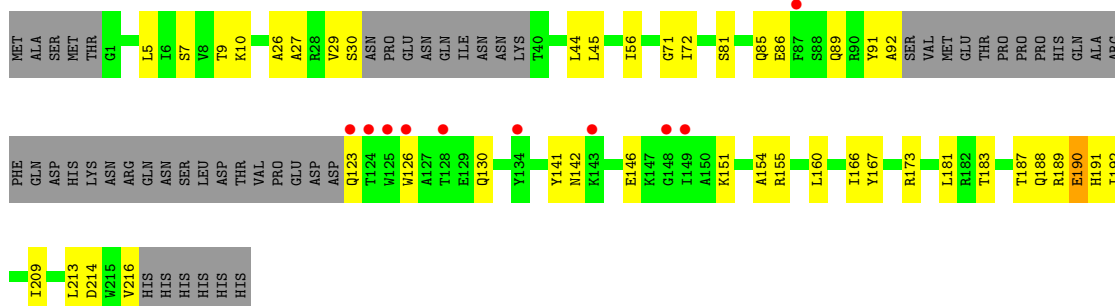 MET ALA SER MET THR G1 L5 I6 S7 V8 T9 K10 A26 A27 R28 V29 S30 ASN PRO GLU ASN GLN ILE ASN ASN LYS T40 L44 L45 I56 G71 I72 S81 Q85 E86 F87 S88 Q89 R90 Y91 A92 SER VAL MET GLU THR PRO PRO PRO HIS GLN ALA ARG
PHE GLN ASP HIS LYS ASN ARG GLN ASN SER LEU ASP THR VAL PRO GLU ASP ASP Q123 T124 W125 W126 A127 T128 E129 Q130 Y134 Y141 N142 K143 E146 K147 G148 I149 A150 K151 A154 R155 L160 I166 Y167 R173 L181 R182 T183 T187 Q188 R189 E190 H191
I209 L213 D214 W215 V216 HIS HIS HIS HIS HIS HIS